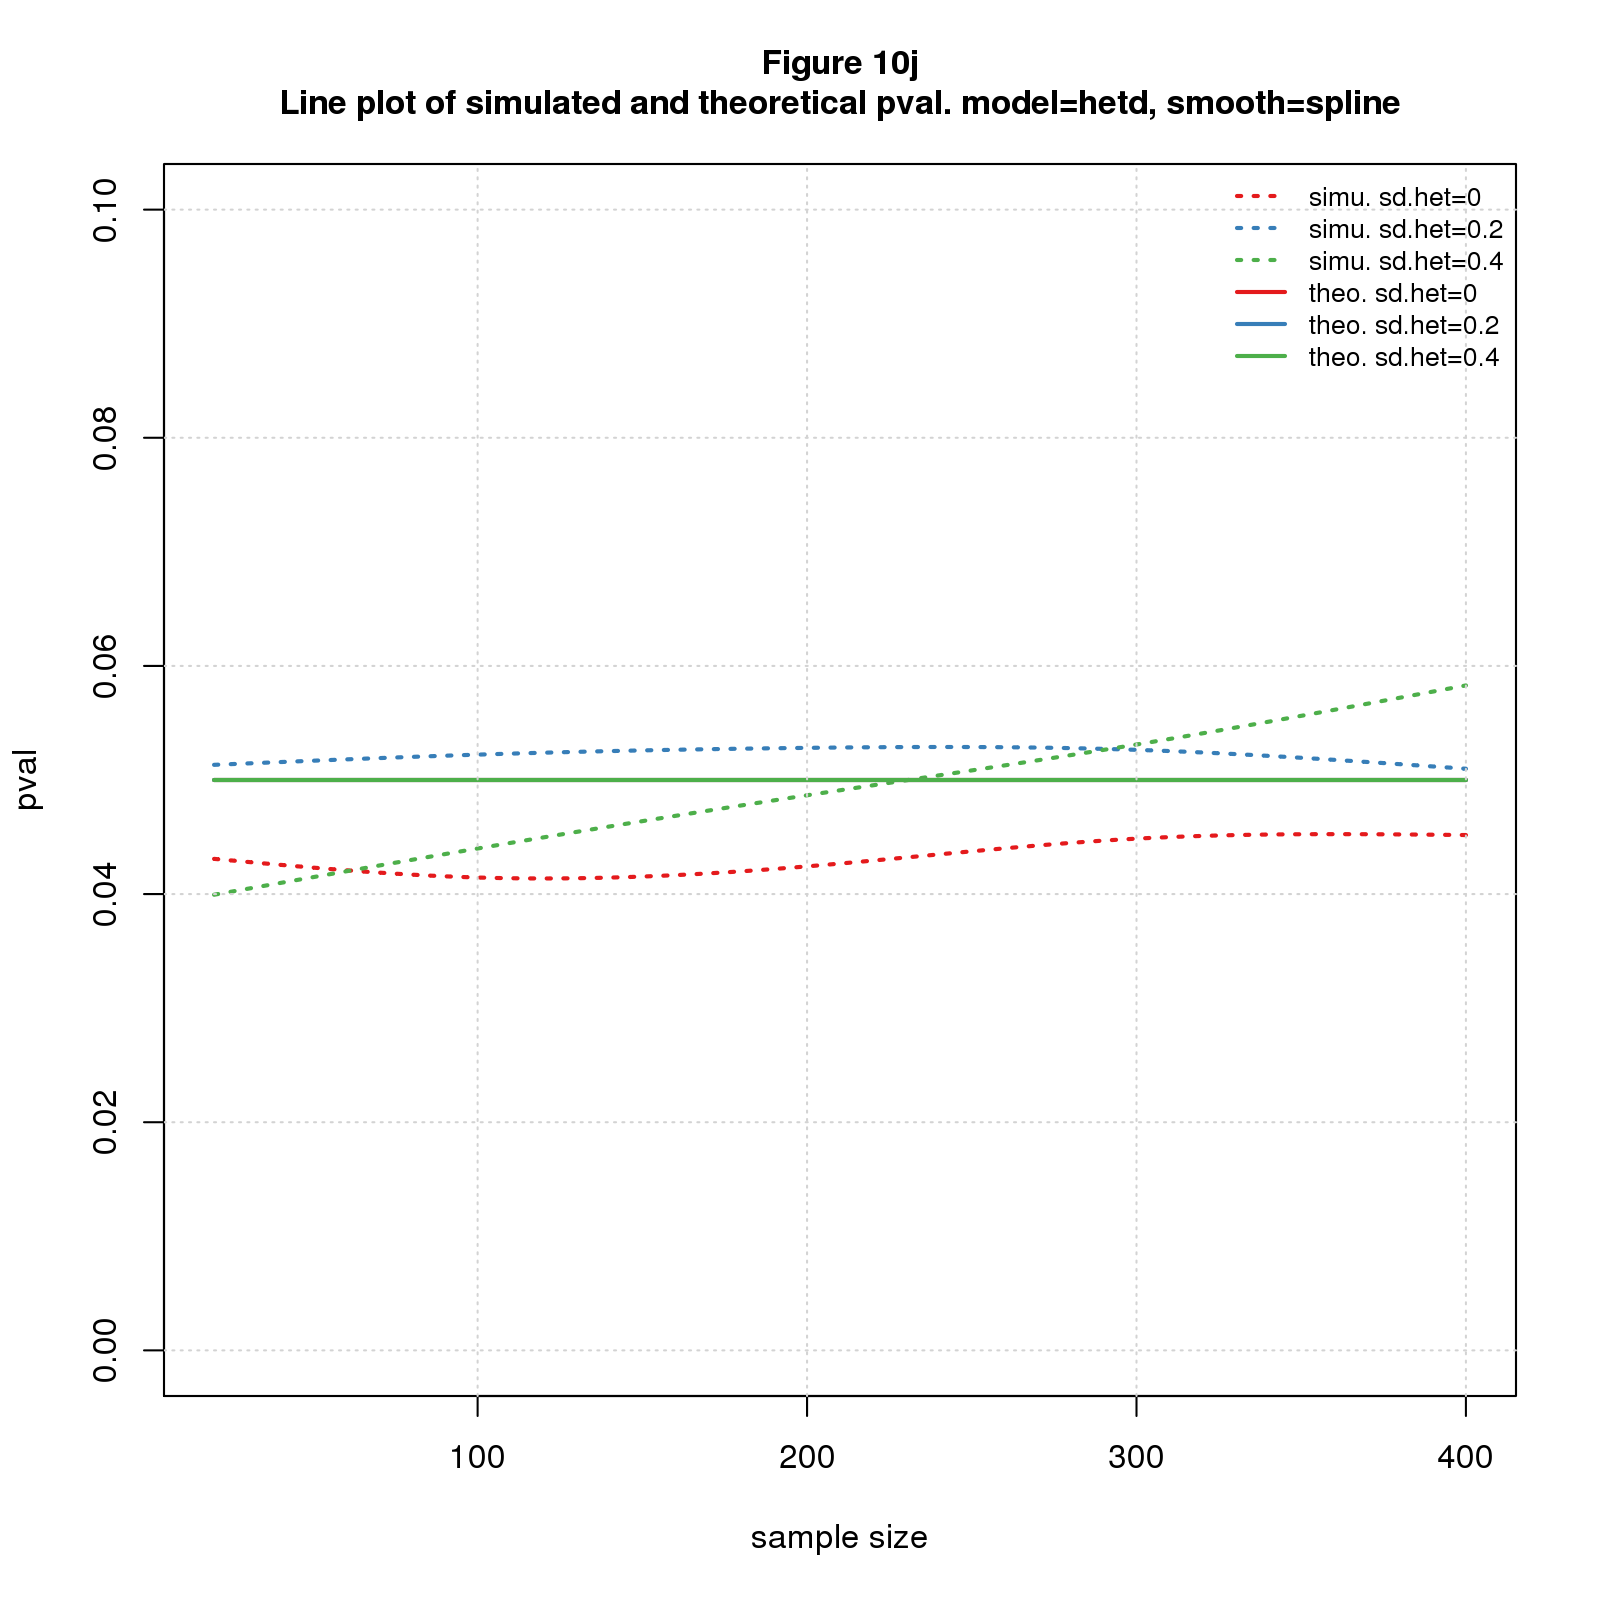 Figure 10j
Line plot of simulated and theoretical pval. model=hetd, smooth=spline
simu. sd.het=0
simu. sd.het=0.2
simu. sd.het=0.4
theo. sd.het=0
theo. sd.het=0.2
theo. sd.het=0.4
pval
0.10
0.08
0.06
0.04
0.02
0.00
100 200 300 400
sample size